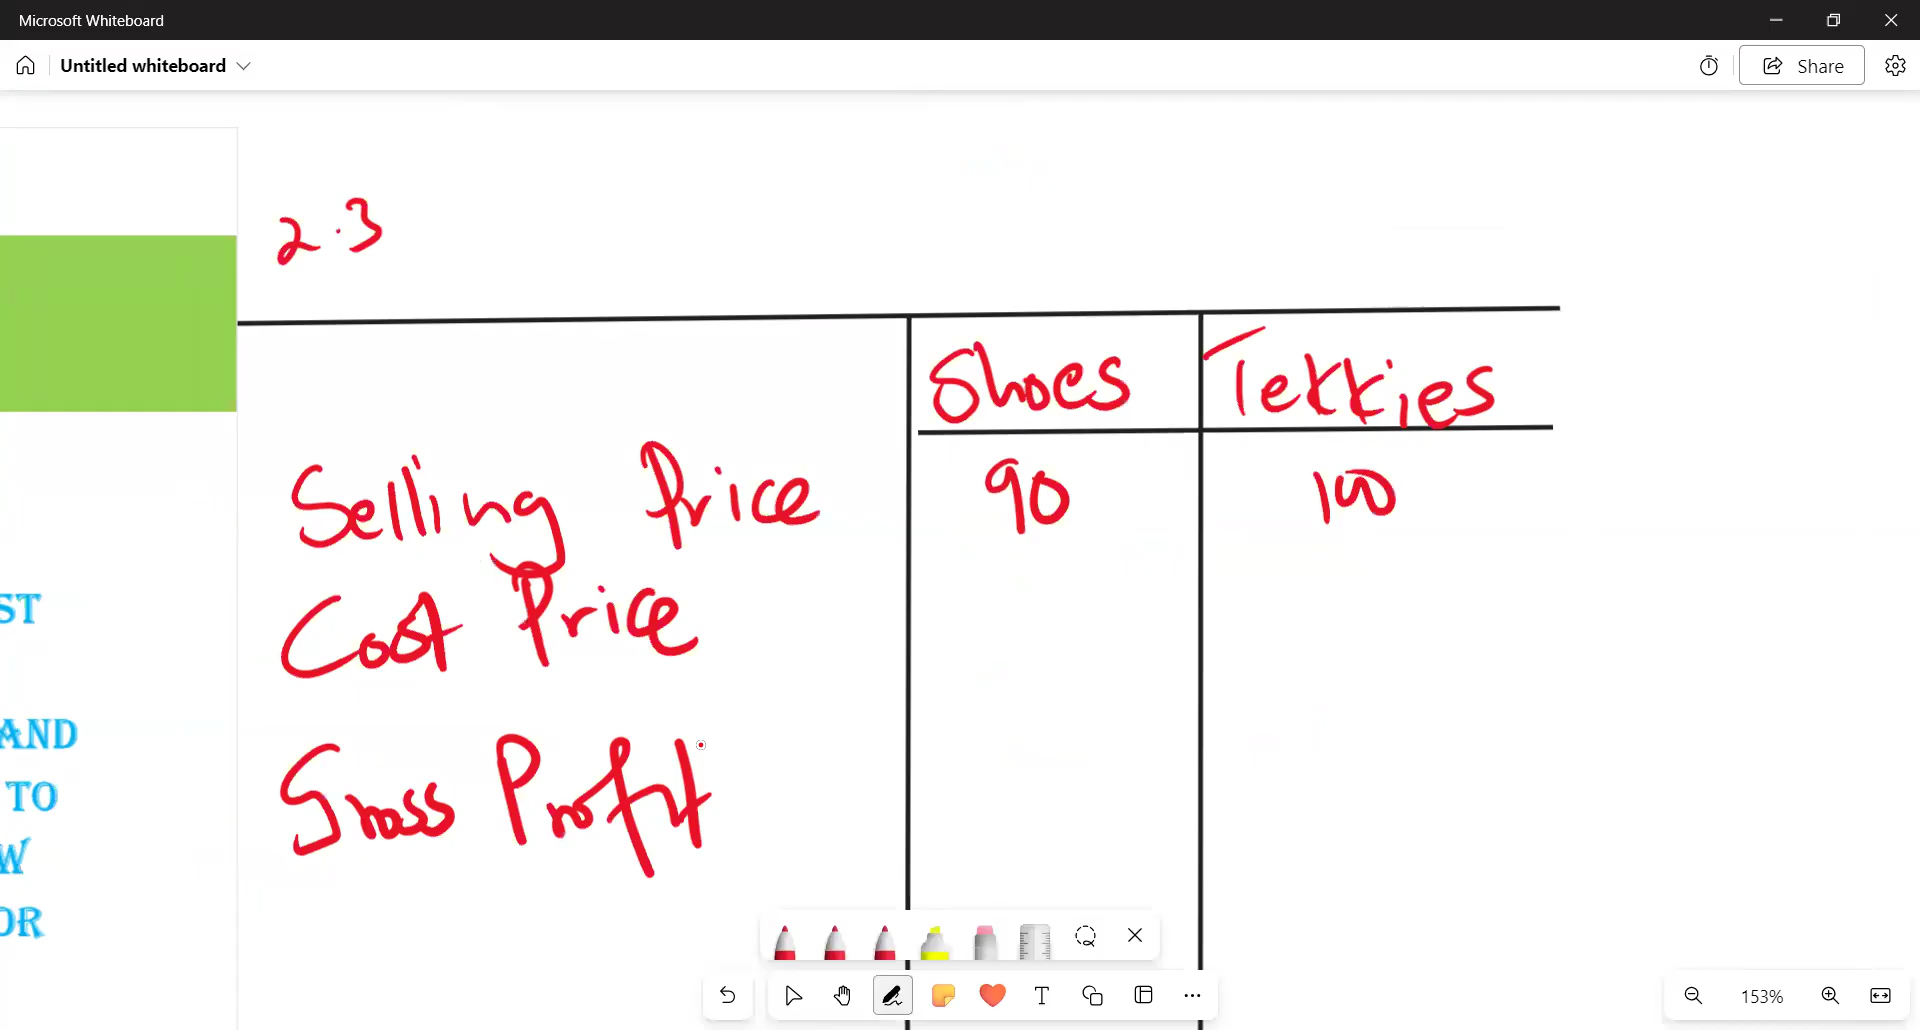 Microsoft Whiteboard
Untitled whiteboard
Share
2.3
Shoes Tekkies
Selling Price 90 100
Cost Price
Gross Profit
ST
AND
TO
W
OR
153%